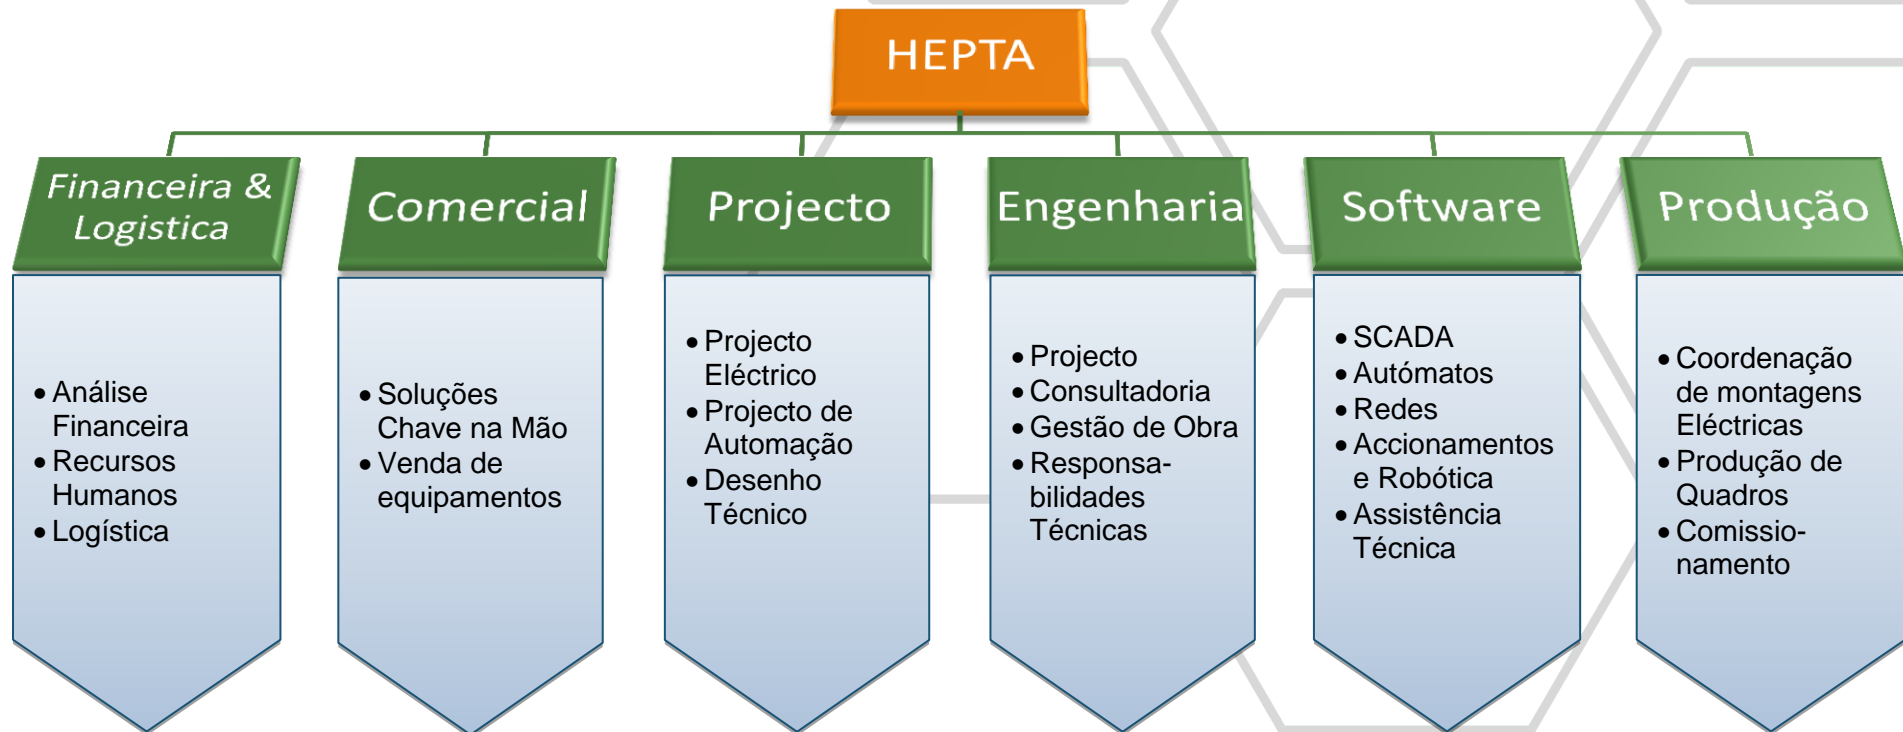 HEPTA
Financeira &
Logistica
Comercial
Projecto
Engenharia
Software
Produção
• Análise
Financeira
• Recursos
Humanos
• Logística
• Soluções
Chave na Mão
• Venda de
equipamentos
• Projecto
Eléctrico
• Projecto de
Automação
• Desenho
Técnico
• Projecto
• Consultadoria
• Gestão de Obra
• Responsa-
bilidades
Técnicas
• SCADA
• Autómatos
• Redes
• Accionamentos
e Robótica
• Assistência
Técnica
• Coordenação
de montagens
Eléctricas
• Produção de
Quadros
• Comissio-
namento